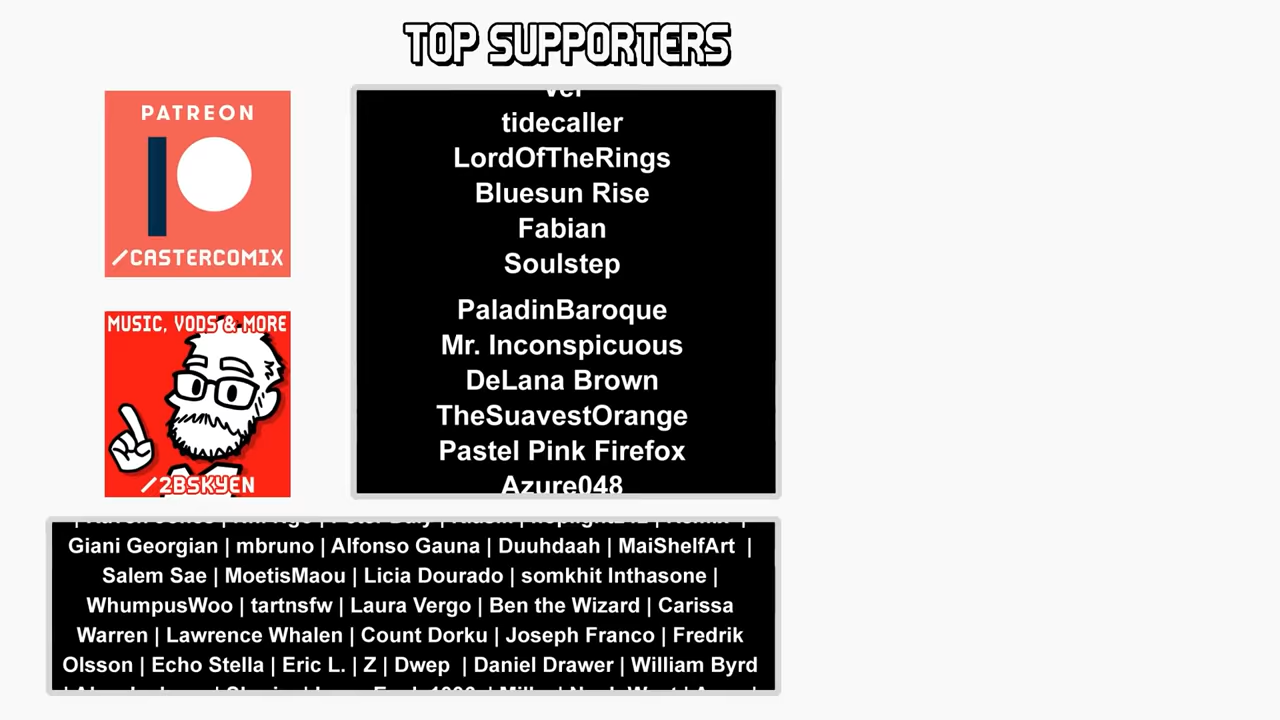 TOP SUPPORTERS
PATREON
/CASTERCOMIX
MUSIC, VODS & MORE
/2BSKYEN
tidecaller
LordOfTheRings
Bluesun Rise
Fabian
Soulstep
PaladinBaroque
Mr. Inconspicuous
DeLana Brown
TheSuavestOrange
Pastel Pink Firefox
Azure048
Giani Georgian | mbruno | Alfonso Gauna | Duuhdaah | MaiShelfArt |
Salem Sae | MoetisMaou | Licia Dourado | somkhit Inthasone |
WhumpusWoo | tartnsfw | Laura Vergo | Ben the Wizard | Carissa
Warren | Lawrence Whalen | Count Dorku | Joseph Franco | Fredrik
Olsson | Echo Stella | Eric L. | Z | Dwep | Daniel Drawer | William Byrd